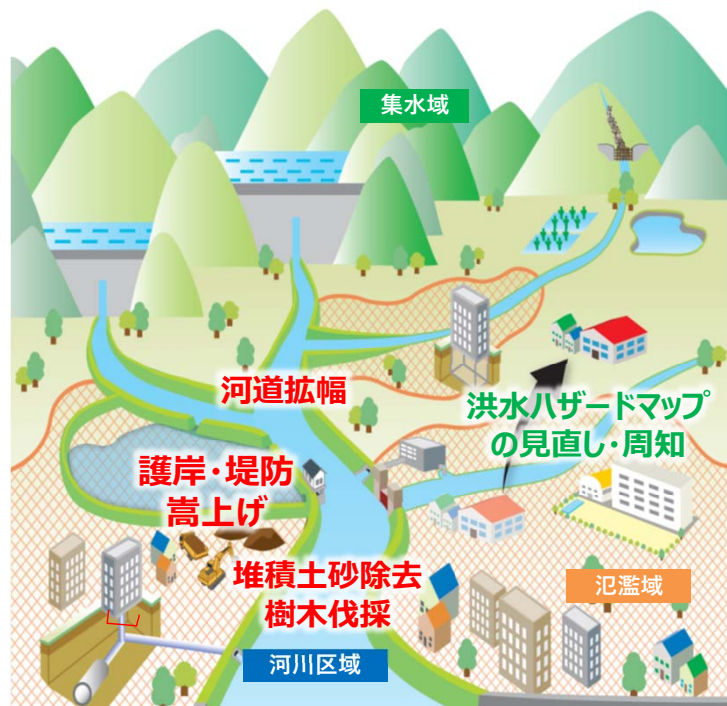 集水域
河道拡幅
洪水ハザードマップ
の見直し・周知
護岸・堤防
嵩上げ
堆積土砂除去
樹木伐採
氾濫域
河川区域